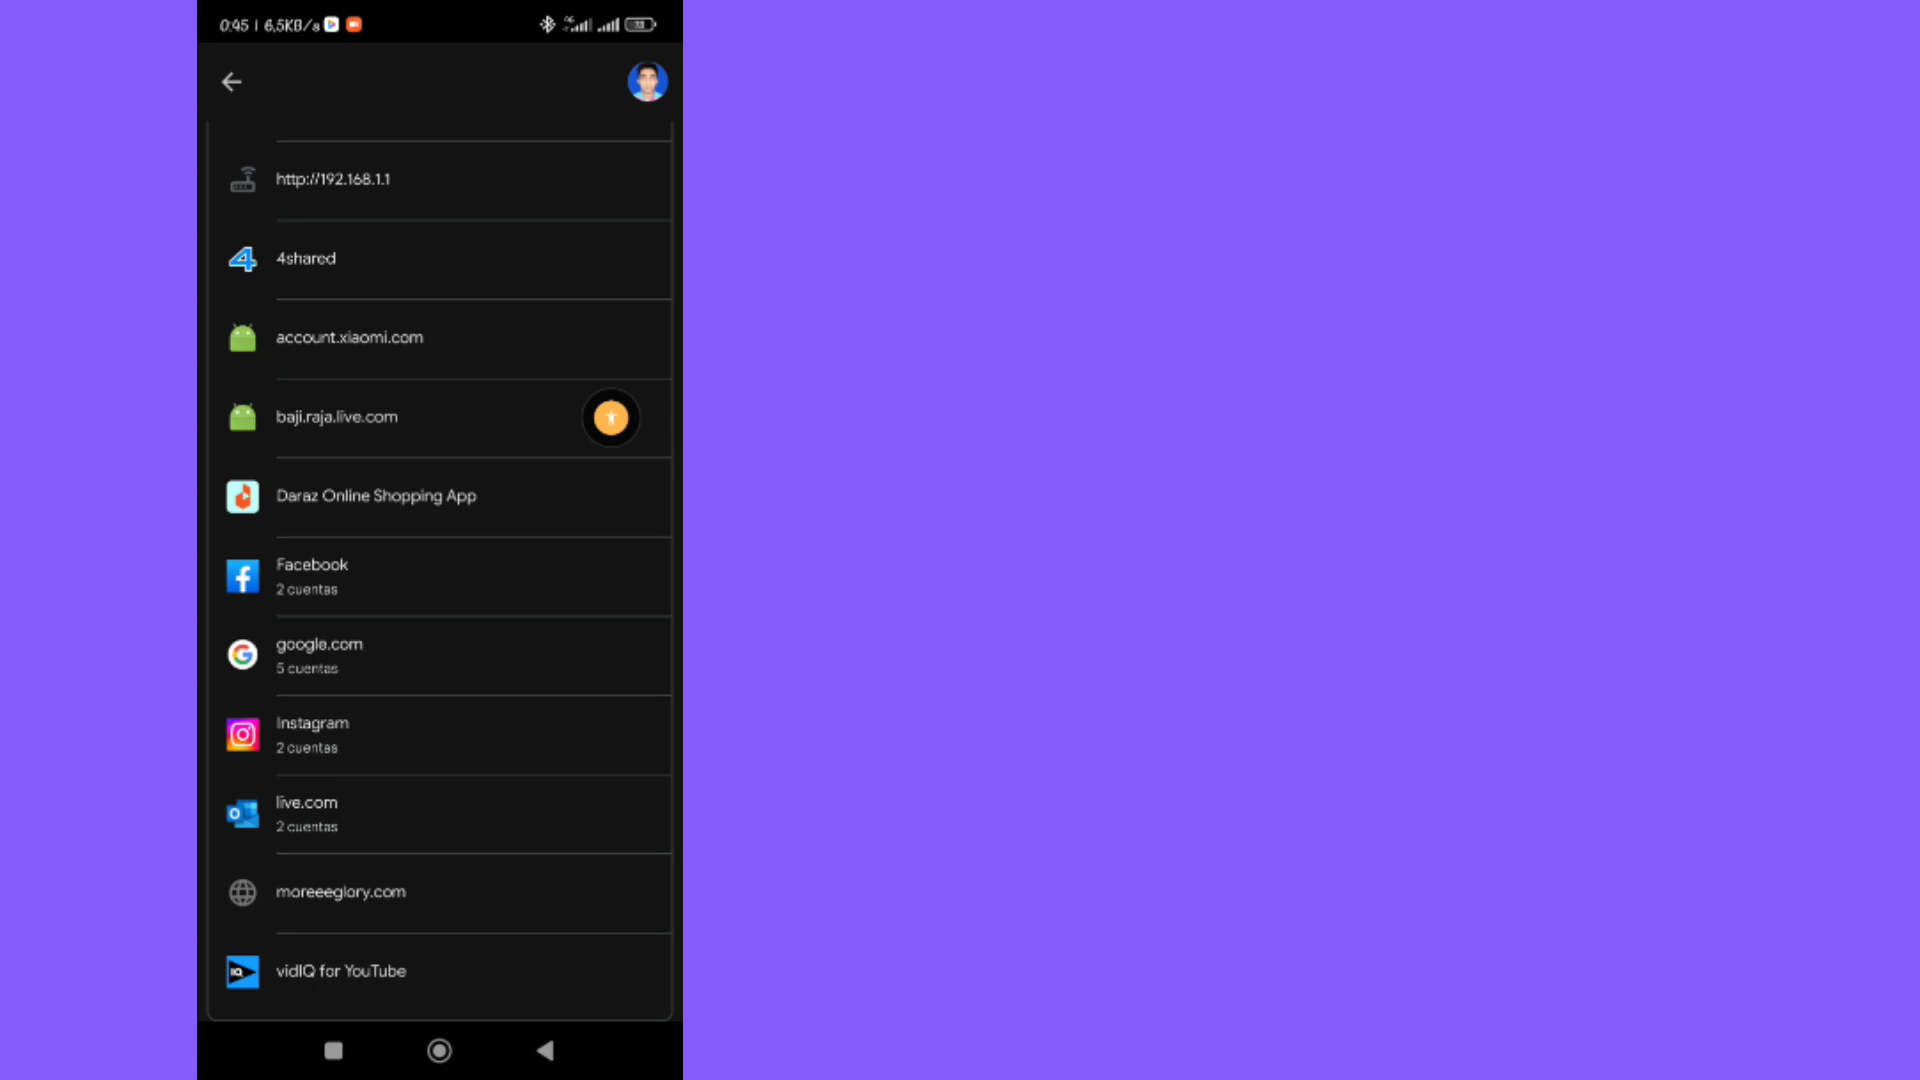 0:45 | 6,5KB/s
73
http://192.168.1.1
4shared
account.xiaomi.com
baji.raja.live.com
Daraz Online Shopping App
Facebook
2 cuentas
google.com
5 cuentas
Instagram
2 cuentas
live.com
2 cuentas
moreeeglory.com
vidIQ for YouTube